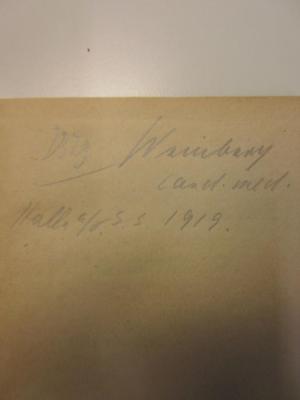 Weinberg
cand. med.
Halle a/S. S. 1919.